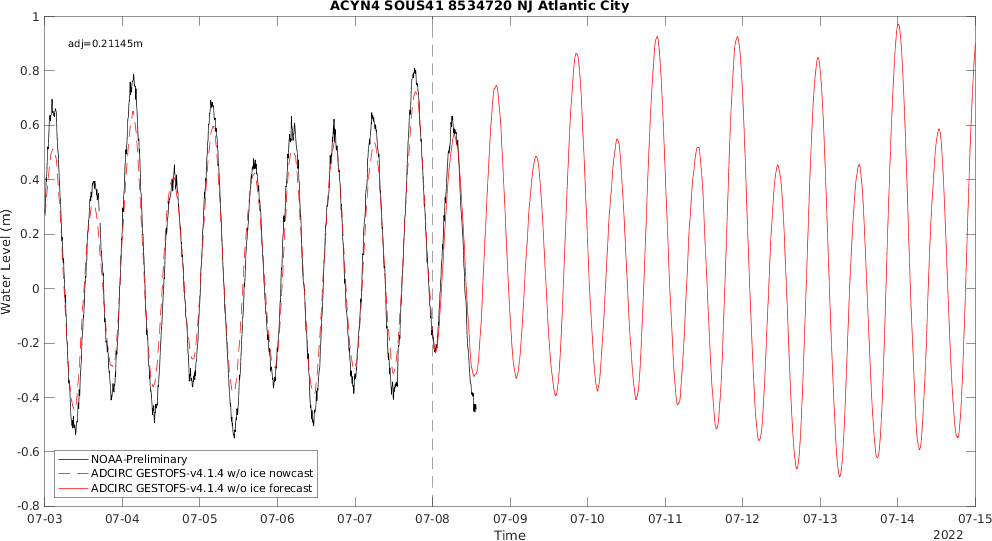 ACYN4 SOUS41 8534720 NJ Atlantic City
adj=0.21145m
1
0.8
0.6
0.4
0.2
0
-0.2
-0.4
-0.6
-0.8
Water Level (m)
NOAA-Preliminary
ADCIRC GESTOFS-v4.1.4 w/o ice nowcast
ADCIRC GESTOFS-v4.1.4 w/o ice forecast
07-03 07-04 07-05 07-06 07-07 07-08 07-09 07-10 07-11 07-12 07-13 07-14 07-15
Time
2022